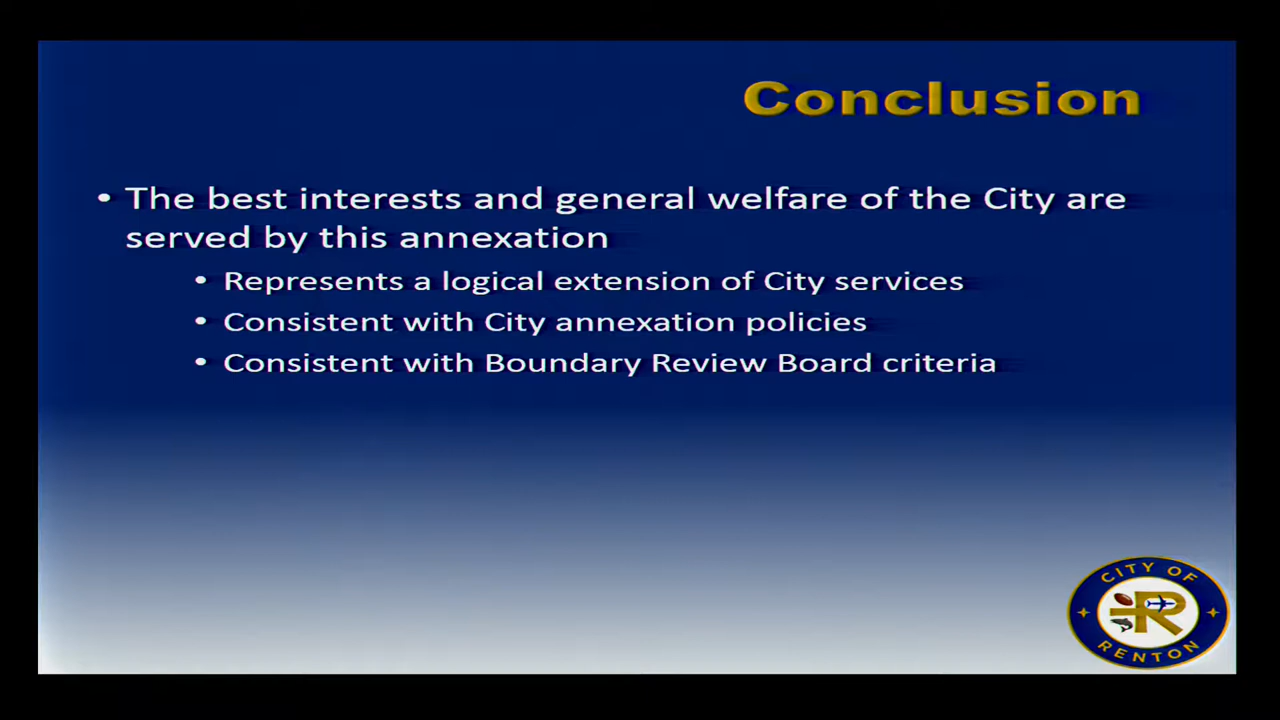 Conclusion
• The best interests and general welfare of the City are
served by this annexation
• Represents a logical extension of City services
• Consistent with City annexation policies
• Consistent with Boundary Review Board criteria
CITY OF
R
RENTON